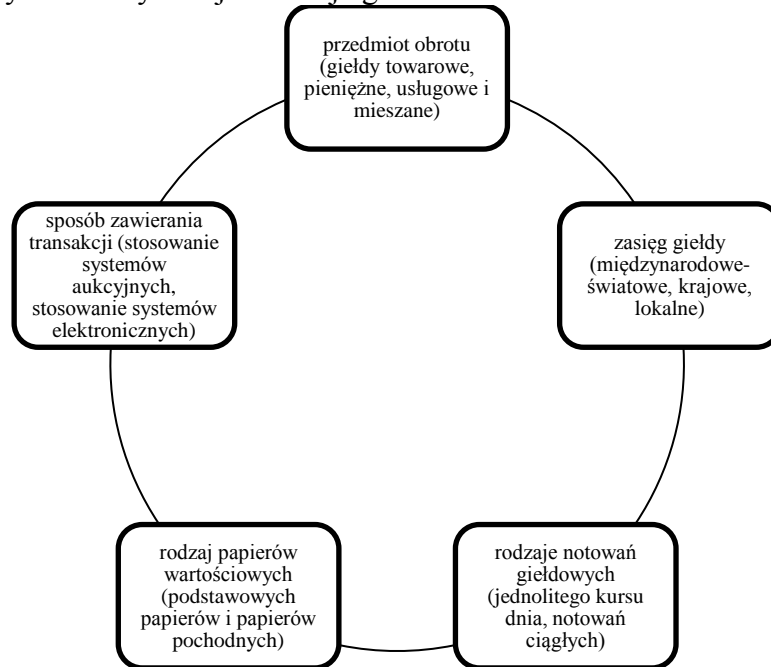 przedmiot obrotu
(giełdy towarowe,
pieniężne, usługowe i
mieszane)
zasięg giełdy
(międzynarodowe-
światowe, krajowe,
lokalne)
rodzaje notowań
giełdowych
(jednolitego kursu
dnia, notowań
ciągłych)
rodzaj papierów
wartościowych
(podstawowych
papierów i papierów
pochodnych)
sposób zawierania
transakcji (stosowanie
systemów
aukcyjnych,
stosowanie systemów
elektronicznych)